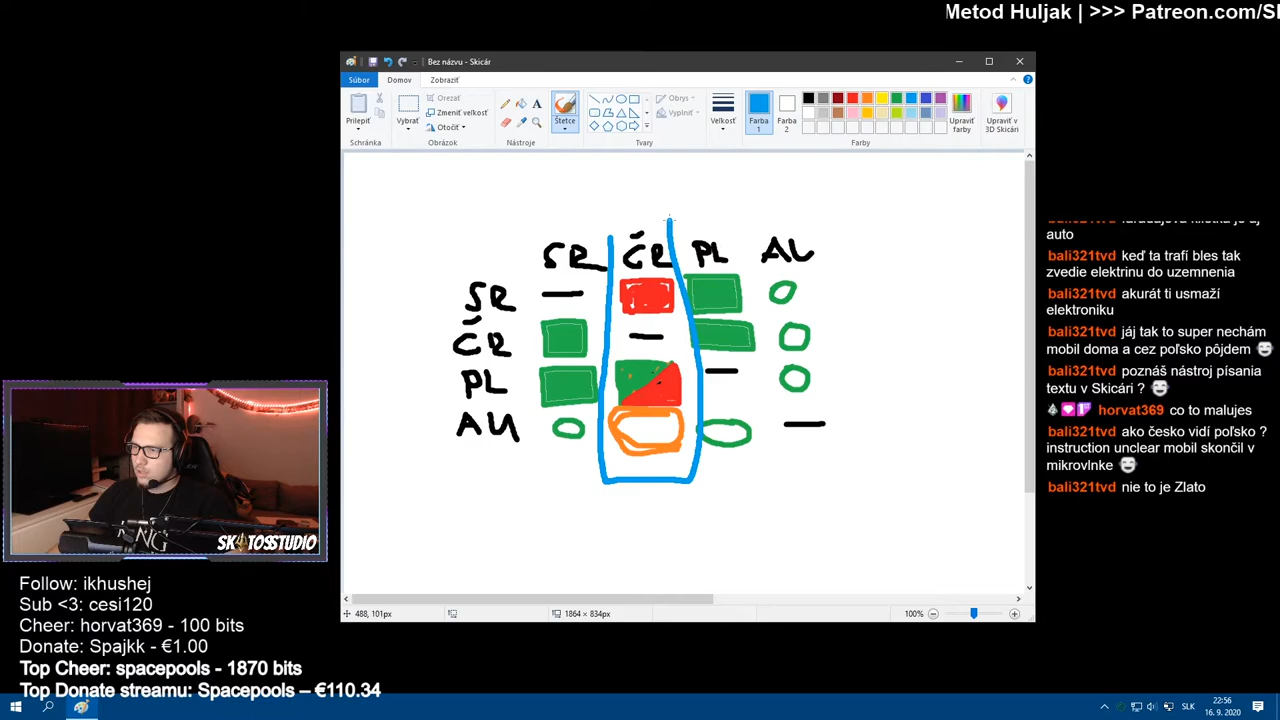 Metod Huljak | >>> Patreon.com/S
Bez názvu - Skicár
Súbor
Domov
Zobraziť
Prilepiť
Schránka
Vybrať
Orezať
Zmeniť veľkosť
Otočiť
Obrázok
A
Nástroje
Štetce
Obrys
Výplniť
Tvary
Veľkosť
Farba
1
Farba
2
Upraviť
farby
Upraviť v
3D Skicári
Farby
SR ČR PL AU
SR
ČR
PL
AU
auto
bali321tvd keď ta trafí bles tak
zvedie elektrinu do uzemnenia
bali321tvd akurát ti usmaží
elektroniku
bali321tvd jáj tak to super nechám
mobil doma a cez poľsko pôjdem
bali321tvd poznáš nástroj písania
textu v Skicári ?
horvat369 co to malujes
bali321tvd ako česko vidí poľsko ?
instruction unclear mobil skončil v
mikrovlnke
bali321tvd nie to je Zlato
SK TOSSTUDIO
Follow: ikhushej
Sub <3: cesi120
Cheer: horvat369 - 100 bits
Donate: Spajkk - €1.00
Top Cheer: spacepools - 1870 bits
Top Donate streamu: Spacepools – €110.34
488, 101px
1864 × 834px
100%
SLK
22:56
16. 9. 2020